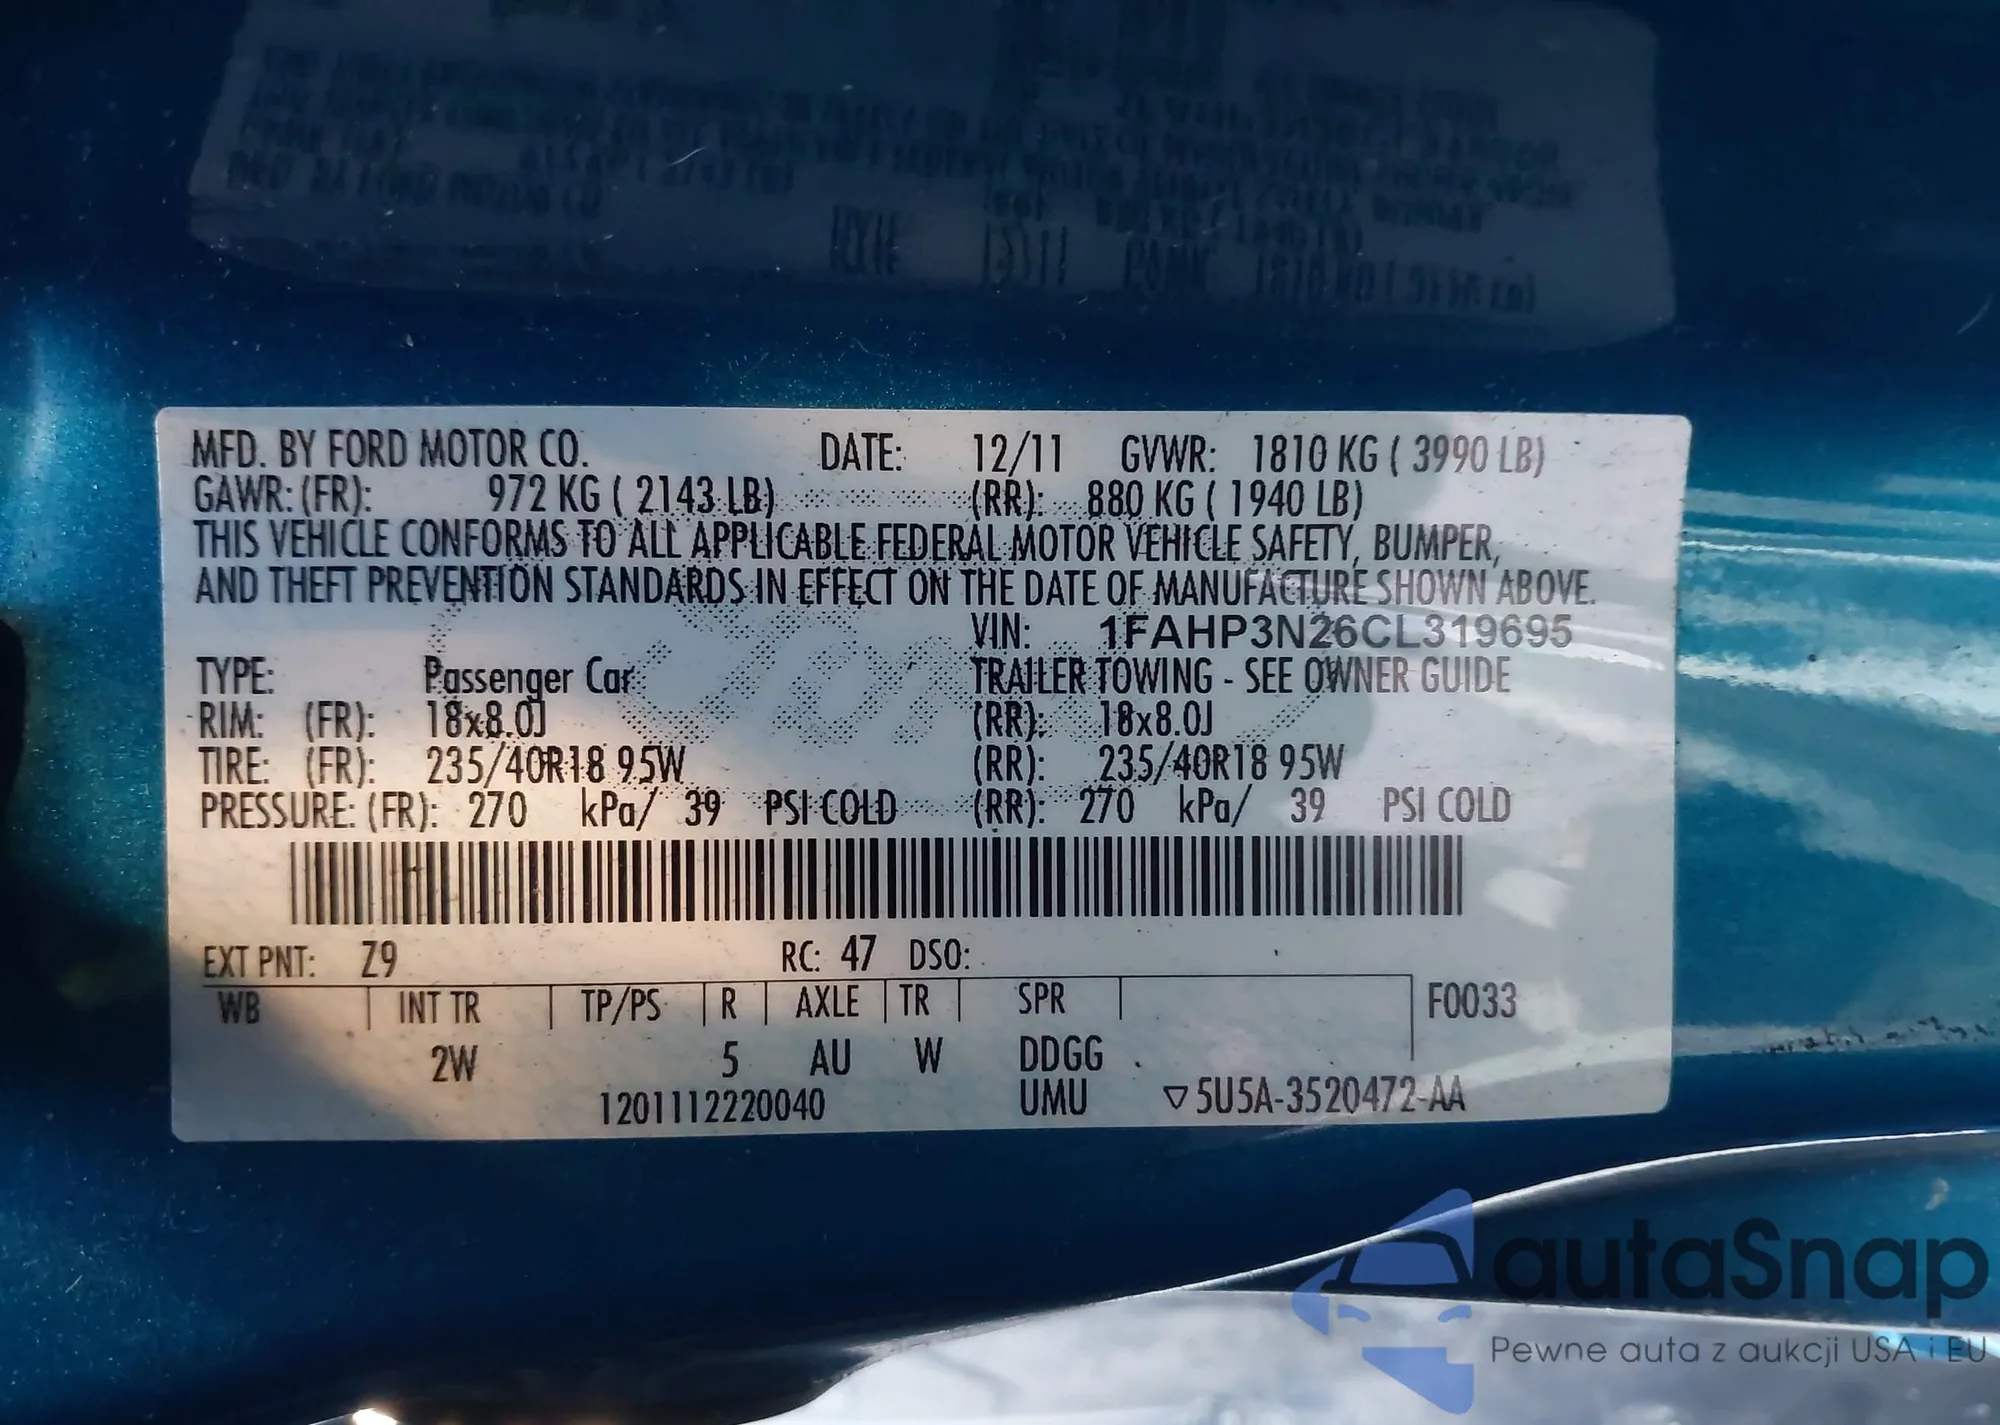 MFD. BY FORD MOTOR CO. DATE: 12/11 GVWR: 1810 KG ( 3990 LB)
GAWR: (FR): 972 KG ( 2143 LB) (RR): 880 KG ( 1940 LB)
THIS VEHICLE CONFORMS TO ALL APPLICABLE FEDERAL MOTOR VEHICLE SAFETY, BUMPER,
AND THEFT PREVENTION STANDARDS IN EFFECT ON THE DATE OF MANUFACTURE SHOWN ABOVE.
VIN: 1FAHP3N26CL319695
TYPE: Passenger Car TRAILER TOWING - SEE OWNER GUIDE
RIM: (FR): 18x8.0J (RR): 18x8.0J
TIRE: (FR): 235/40R18 95W (RR): 235/40R18 95W
PRESSURE: (FR): 270 kPa/ 39 PSI COLD (RR): 270 kPa/ 39 PSI COLD
EXT PNT: Z9 RC: 47 DSO:
WB INT TR TP/PS R AXLE TR SPR F0033
2W 5 AU W DDGG
1201112220040 UMU ▽5U5A-3520472-AA
autaSnap
Pewne auta z aukcji USA i EU